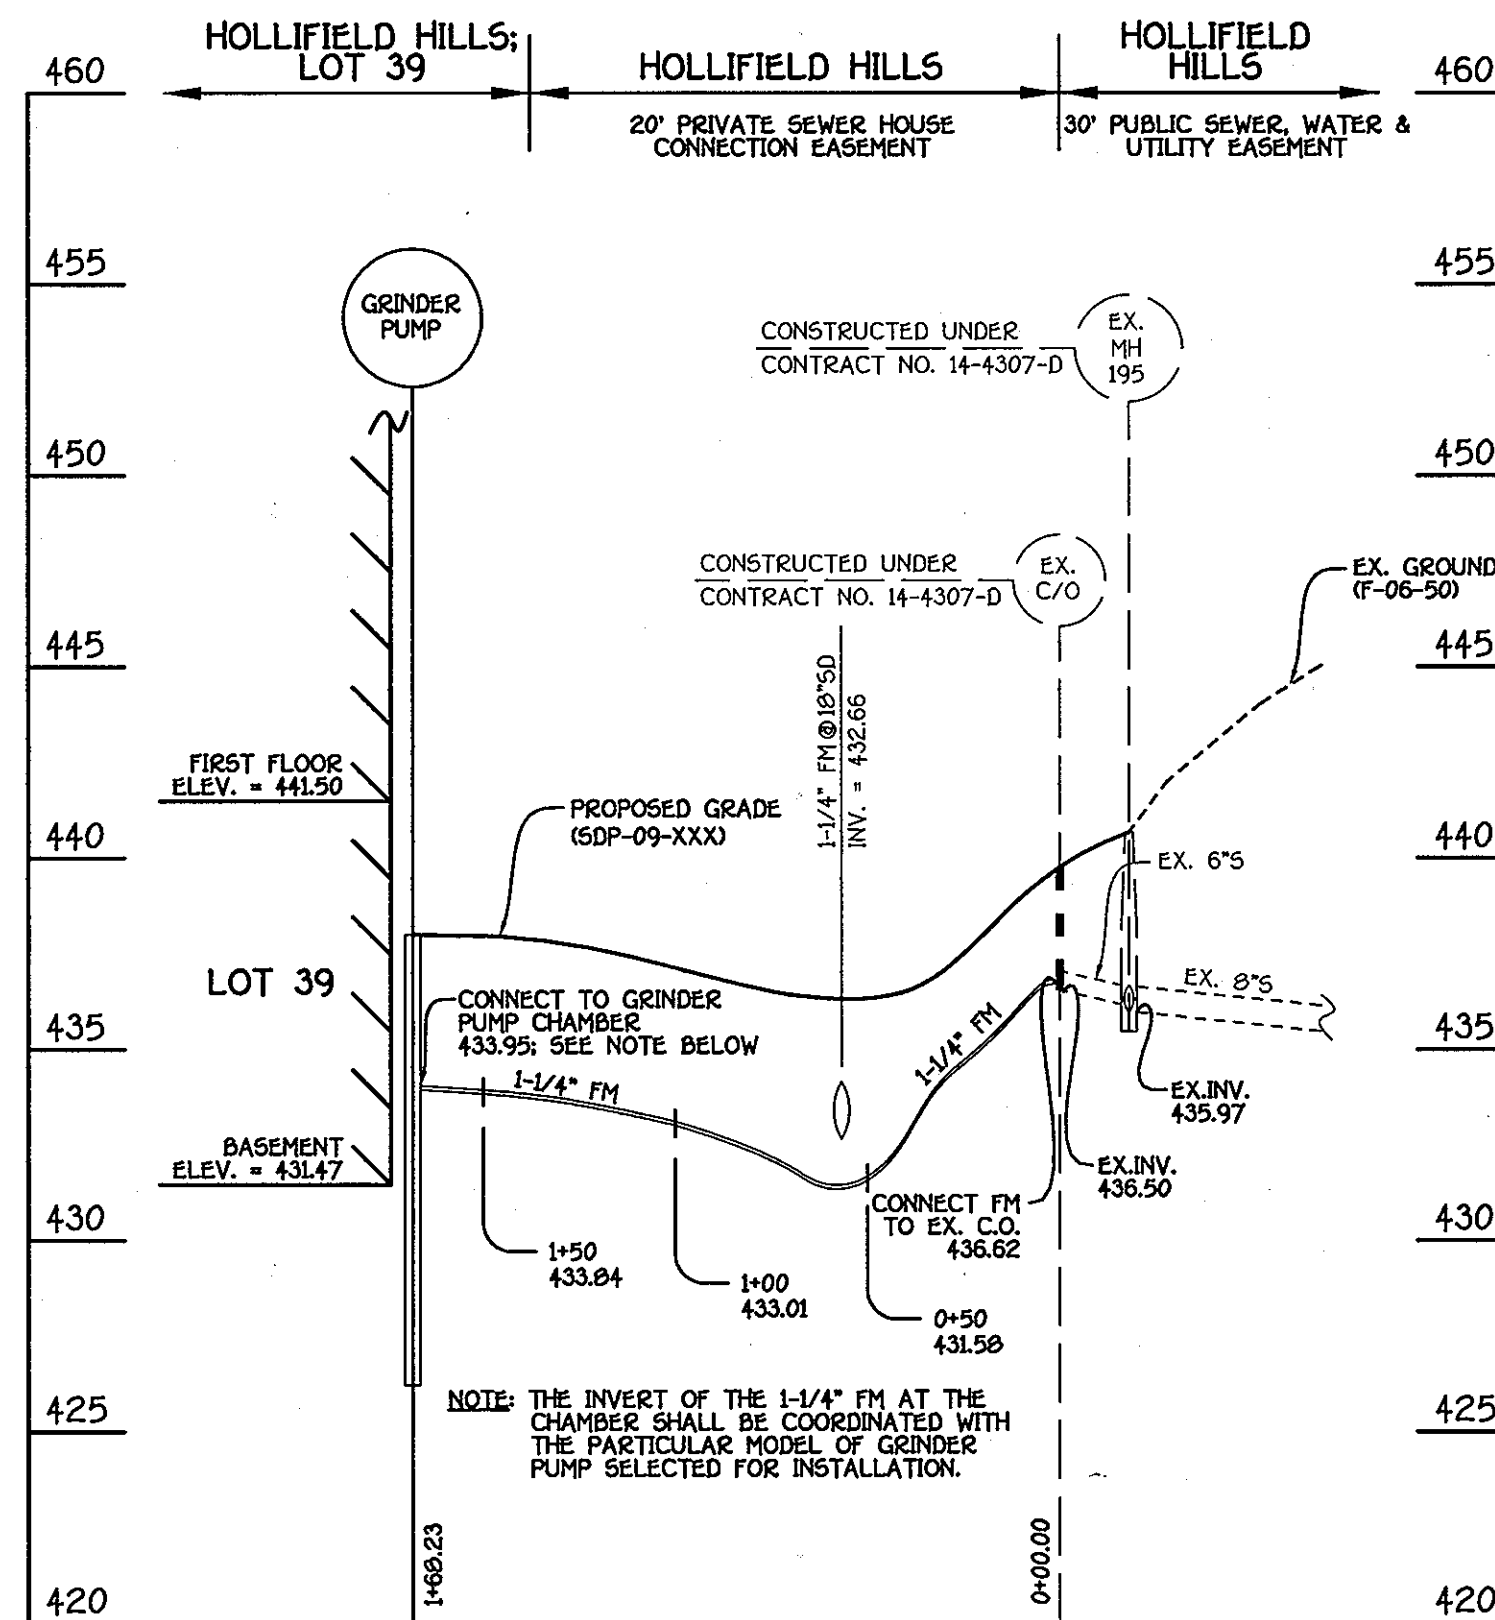 HOLLIFIELD HILLS;
LOT 39
HOLLIFIELD HILLS
HOLLIFIELD
HILLS
20' PRIVATE SEWER HOUSE
CONNECTION EASEMENT
30' PUBLIC SEWER, WATER &
UTILITY EASEMENT
460
460
455
455
450
450
445
445
440
440
435
435
430
430
425
425
420
420
GRINDER
PUMP
CONSTRUCTED UNDER
CONTRACT NO. 14-4307-D
EX.
MH
195
CONSTRUCTED UNDER
CONTRACT NO. 14-4307-D
EX.
C/O
EX. GROUND
(F-06-50)
1-1/4" FM @ 18"SD
INV. = 432.66
FIRST FLOOR
ELEV. = 441.50
PROPOSED GRADE
(SDP-09-XXX)
EX. 6"S
LOT 39
CONNECT TO GRINDER
PUMP CHAMBER
433.95; SEE NOTE BELOW
EX. 8"S
1-1/4" FM
1-1/4" FM
EX.INV.
435.97
BASEMENT
ELEV. = 431.47
EX.INV.
436.50
CONNECT FM
TO EX. C.O.
436.62
1+50
433.84
1+00
433.01
0+50
431.58
NOTE: THE INVERT OF THE 1-1/4" FM AT THE
CHAMBER SHALL BE COORDINATED WITH
THE PARTICULAR MODEL OF GRINDER
PUMP SELECTED FOR INSTALLATION.
1+68.23
0+00.00